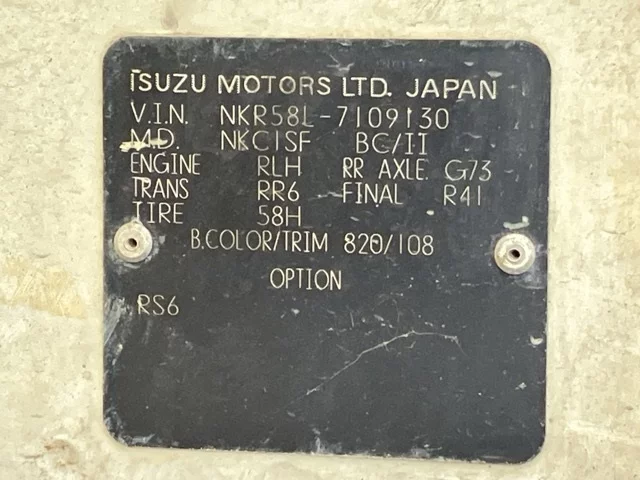 ISUZU MOTORS LTD. JAPAN
V.I.N. NKR58L-7109130
M.D. NKC1SF BC/II
ENGINE RLH RR AXLE G73
TRANS RR6 FINAL R41
TIRE 58H
B.COLOR/TRIM 820/108
OPTION
RS6